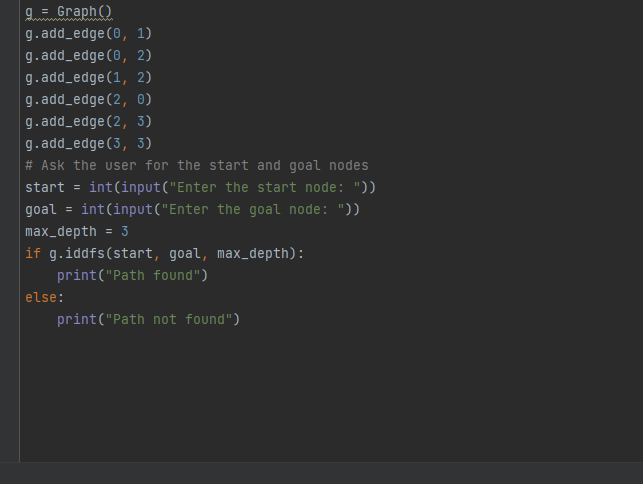 g = Graph()
g.add_edge(0, 1)
g.add_edge(0, 2)
g.add_edge(1, 2)
g.add_edge(2, 0)
g.add_edge(2, 3)
g.add_edge(3, 3)
# Ask the user for the start and goal nodes
start = int(input("Enter the start node: "))
goal = int(input("Enter the goal node: "))
max_depth = 3
if g.iddfs(start, goal, max_depth):
    print("Path found")
else:
    print("Path not found")